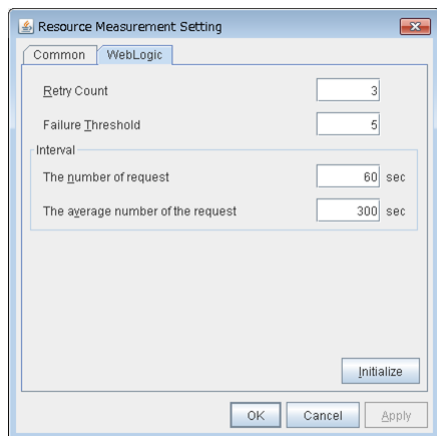 Resource Measurement Setting
Common WebLogic
Retry Count 3
Failure Threshold 5
Interval
The number of request 60 sec
The average number of the request 300 sec
Initialize
OK Cancel Apply